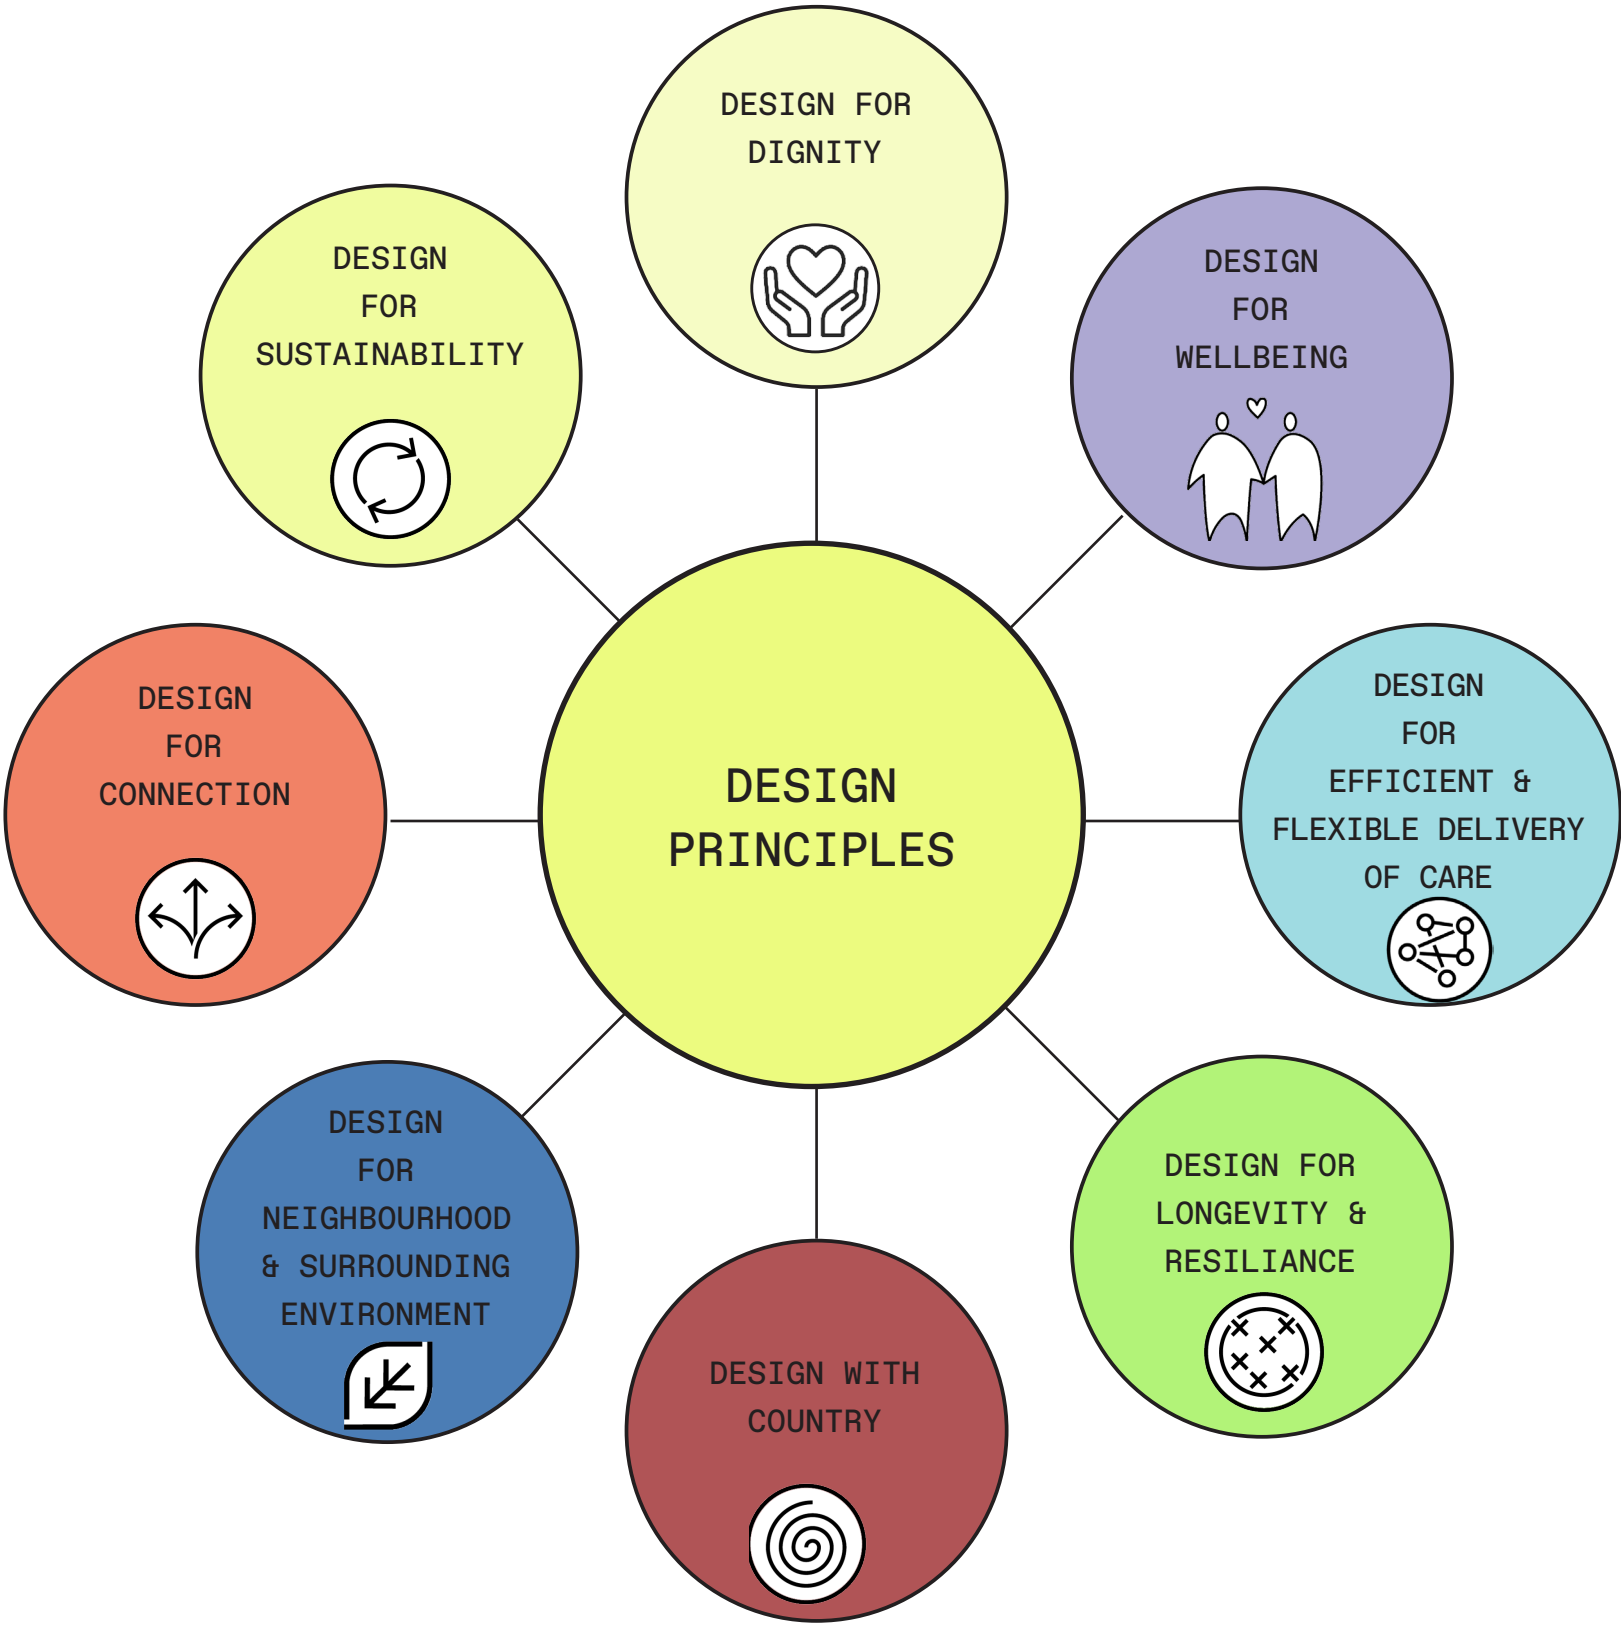 DESIGN FOR
DIGNITY
DESIGN
FOR
WELLBEING
DESIGN
FOR
EFFICIENT &
FLEXIBLE DELIVERY
OF CARE
DESIGN FOR
LONGEVITY &
RESILIANCE
DESIGN WITH
COUNTRY
DESIGN
FOR
NEIGHBOURHOOD
& SURROUNDING
ENVIRONMENT
DESIGN
FOR
CONNECTION
DESIGN
FOR
SUSTAINABILITY
DESIGN
PRINCIPLES